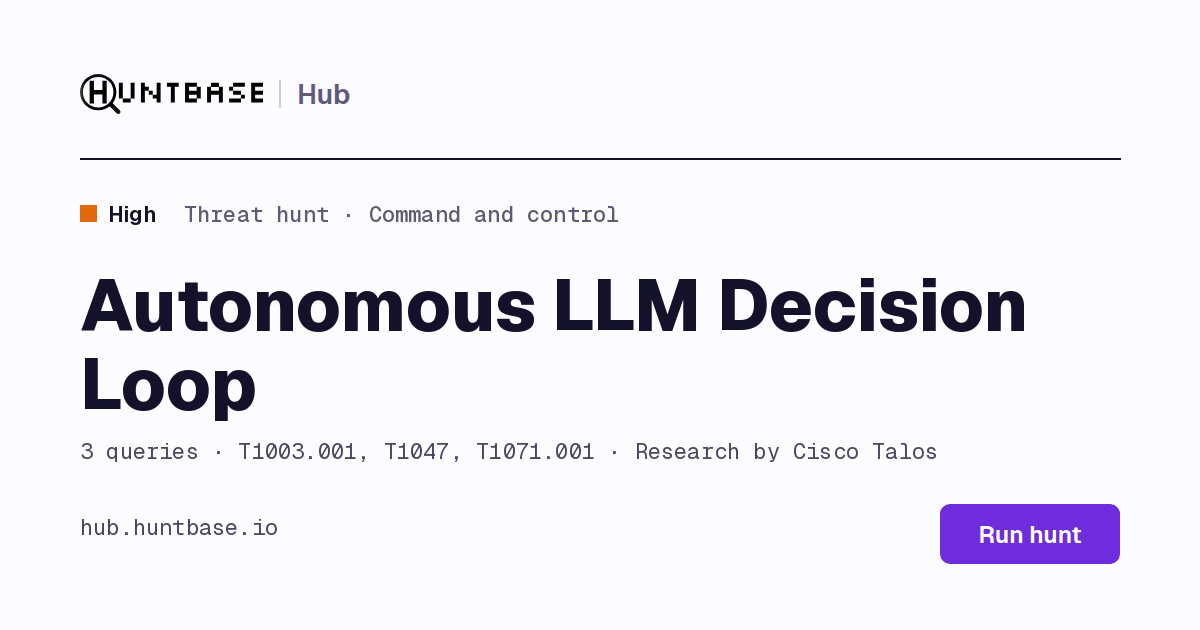 HUNTBASE Hub
High Threat hunt · Command and control
Autonomous LLM Decision
Loop
3 queries · T1003.001, T1047, T1071.001 · Research by Cisco Talos
hub.huntbase.io
Run hunt